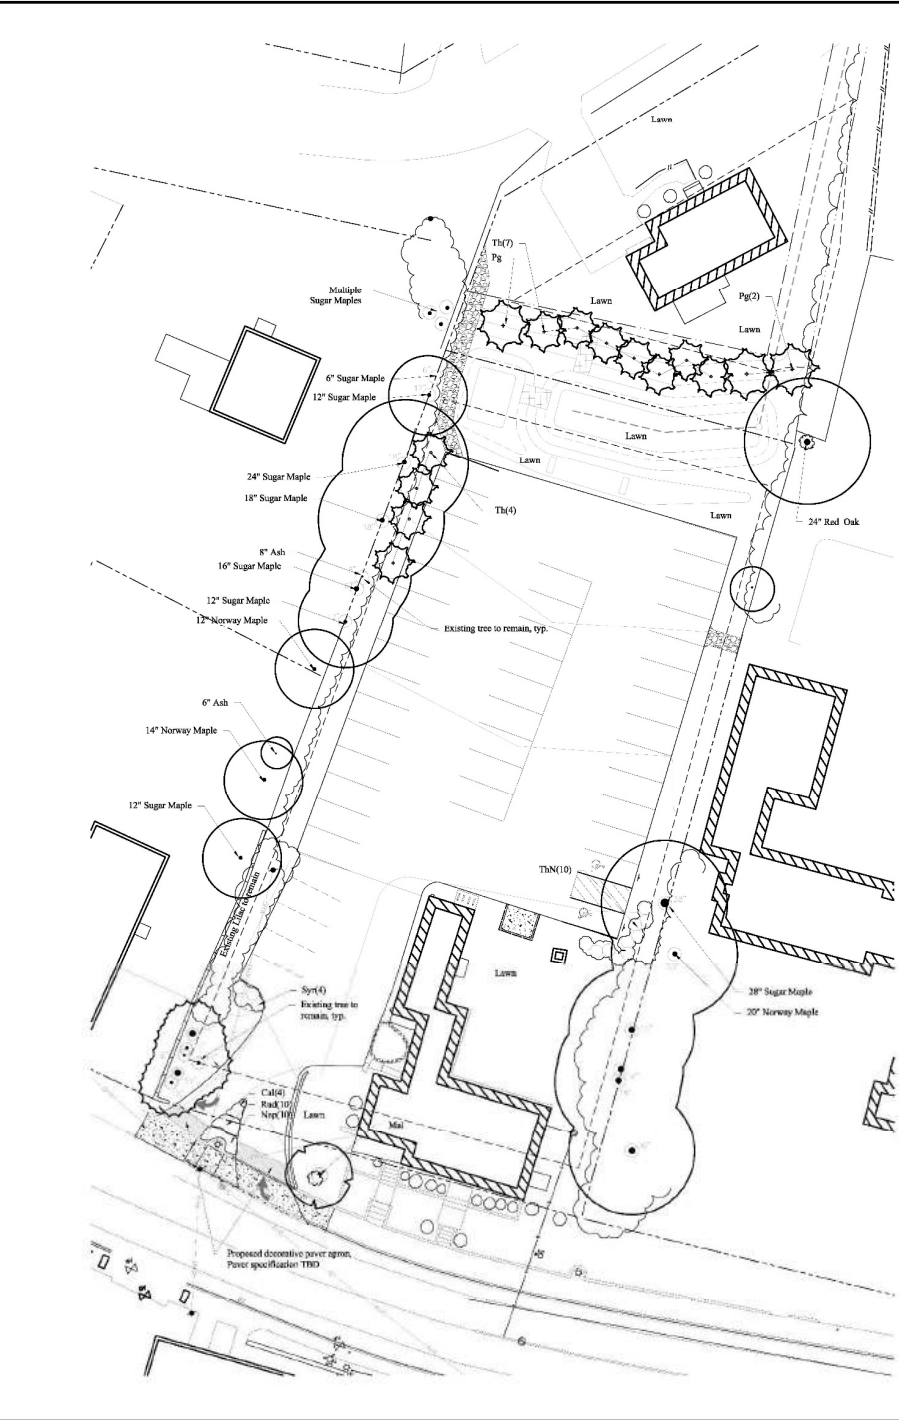 Lawn
Th(7)
Pg
Multiple
Sugar Maples
Lawn
Pg(2)
Lawn
6" Sugar Maple
12" Sugar Maple
Lawn
Lawn
24" Sugar Maple
18" Sugar Maple
Th(4)
Lawn
24" Red Oak
8" Ash
16" Sugar Maple
12" Sugar Maple
12" Norway Maple
Existing tree to remain, typ.
6" Ash
14" Norway Maple
12" Sugar Maple
ThN(10)
Existing Lilac to remain
Lawn
28" Sugar Maple
20" Norway Maple
Syr(4)
Existing tree to
remain, typ.
Cal(4)
Rud(10)
Nep(10)
Lawn
Mal
Proposed decorative paver apron,
Paver specification TBD